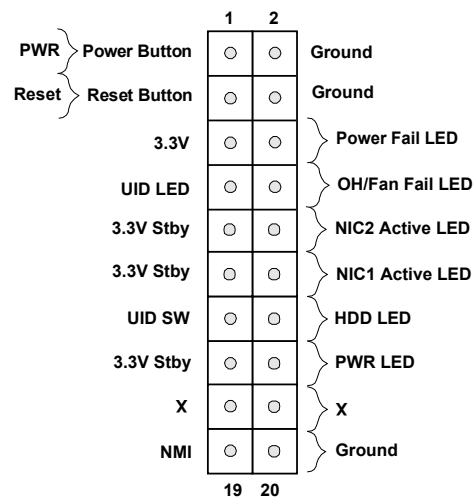 1 2
PWR Power Button Ground
Reset Reset Button Ground
3.3V Power Fail LED
UID LED OH/Fan Fail LED
3.3V Stby NIC2 Active LED
3.3V Stby NIC1 Active LED
UID SW HDD LED
3.3V Stby PWR LED
X X
NMI Ground
19 20